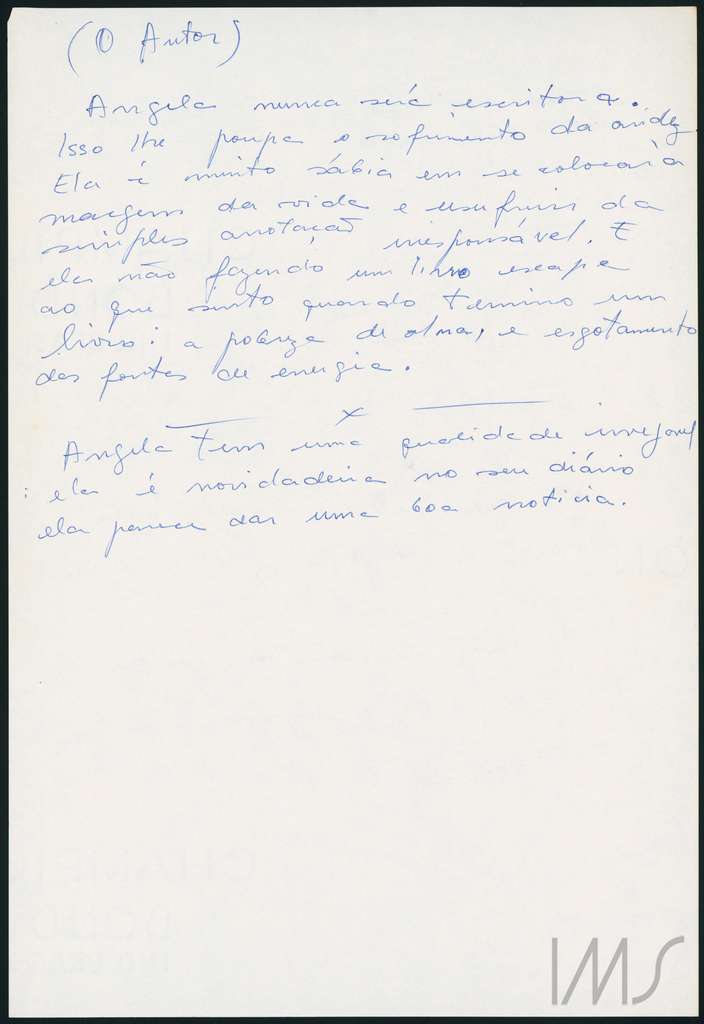 (O Autor)
Angela nunca será escritora.
Isso lhe poupa o sofrimento da aridez.
Ela é muito sábia em se colocar à
margem da vida e usufruir da
simples anotação irresponsável. E
ela não fazendo um livro escapa
ao que sinto quando termino um
livro: a pobreza de alma, e esgotamento
das fontes de energia.
x
Angela tem uma qualidade invejável
: ela é novidadeira no seu diário
ela parece dar uma boa noticia.
IMS